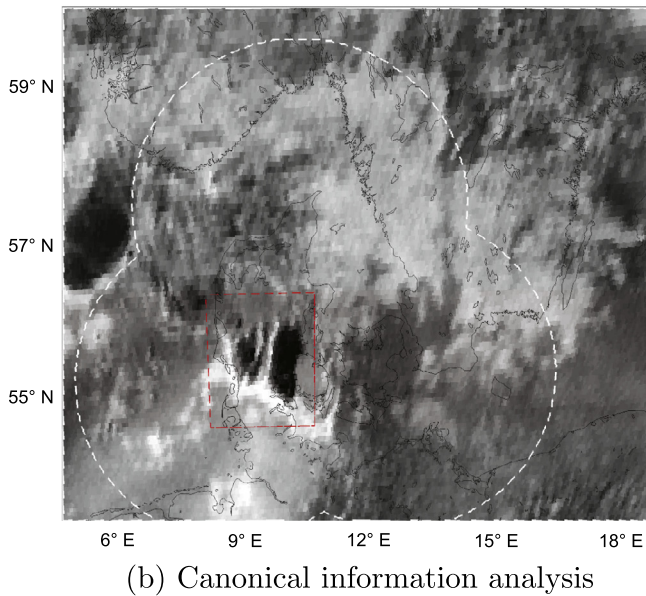 59° N
57° N
55° N
6° E 9° E 12° E 15° E 18° E
(b) Canonical information analysis